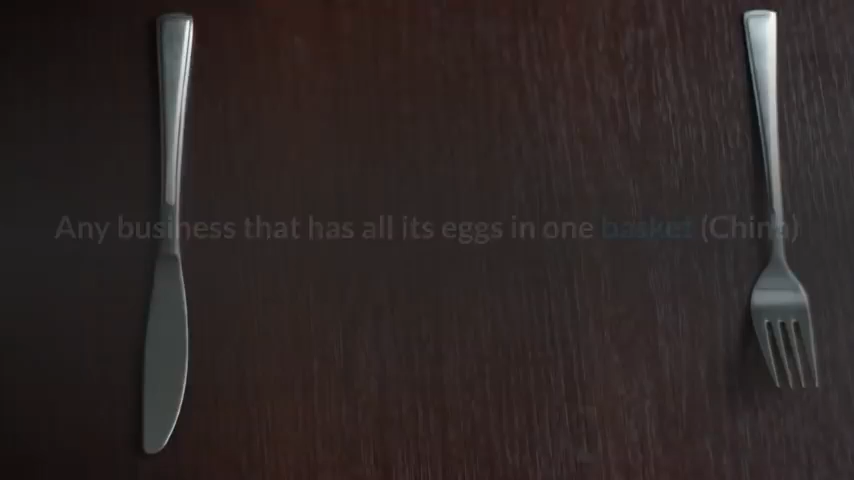 Any business that has all its eggs in one basket (China)